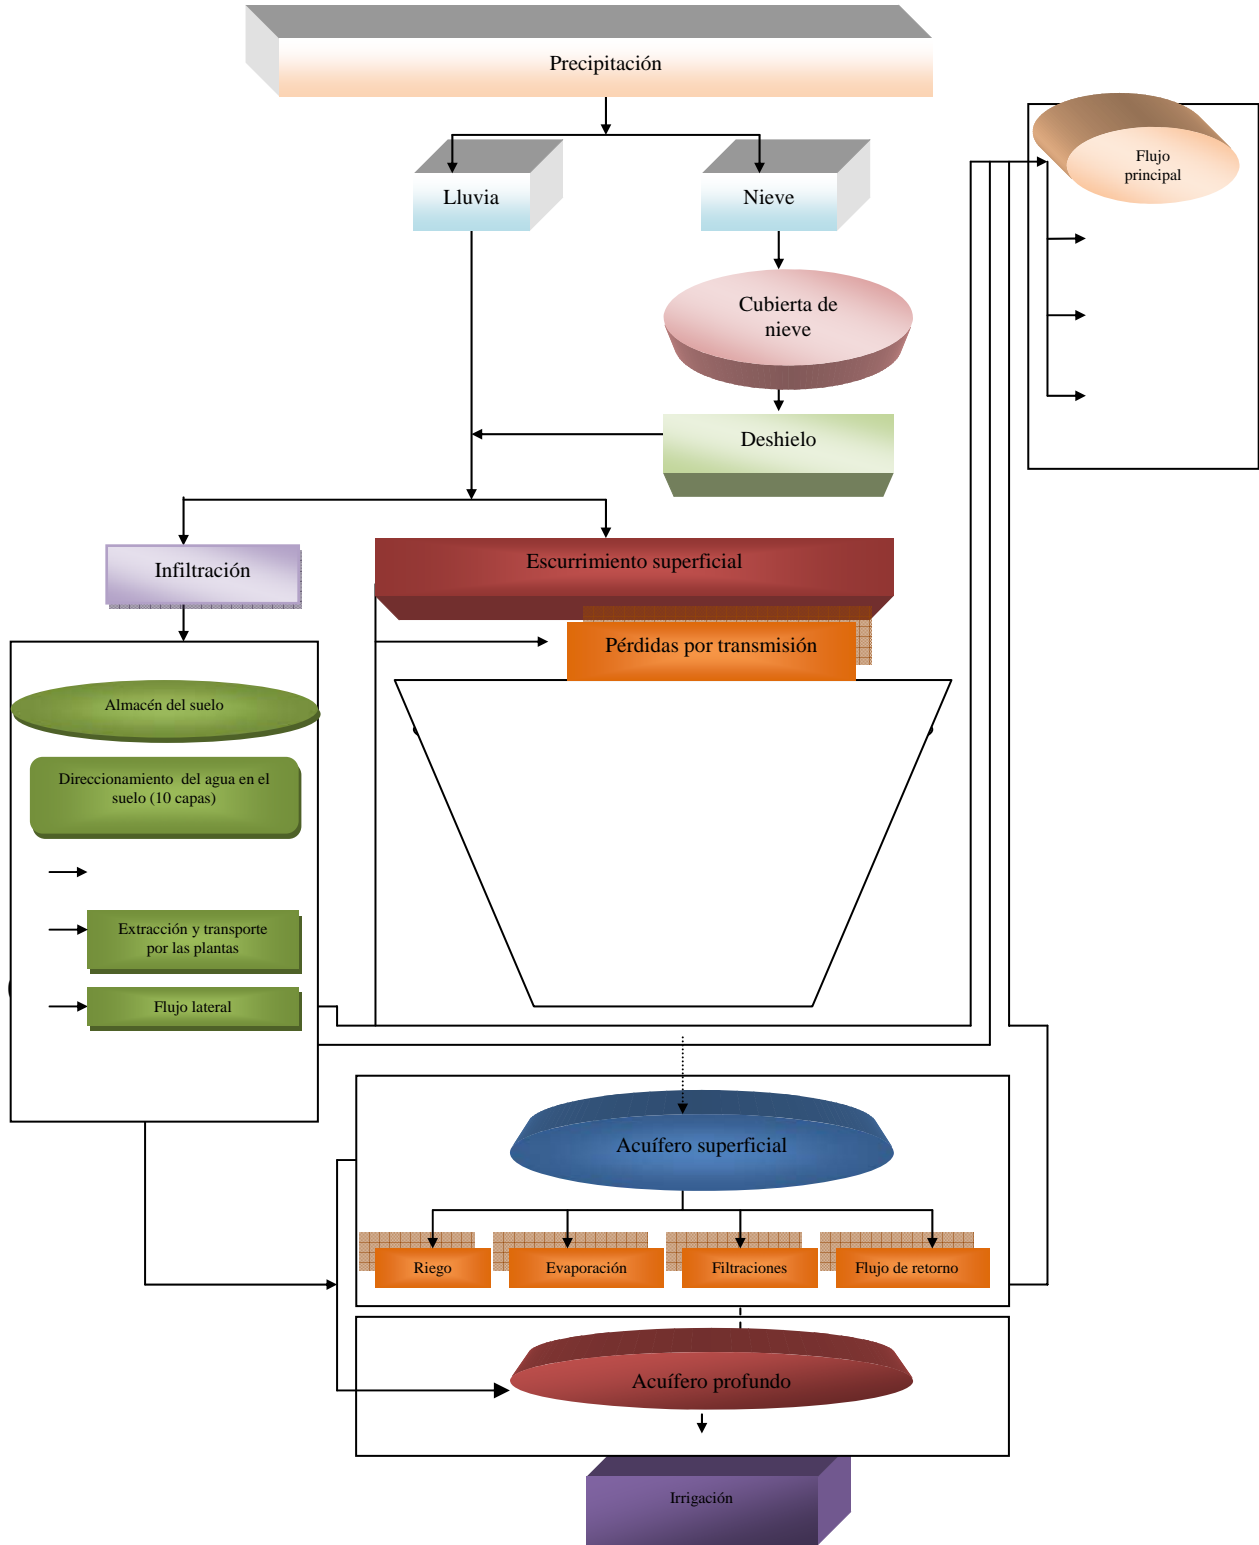 Precipitación
Flujo
principal
Lluvia
Nieve
Cubierta de
nieve
Deshielo
Infiltración
Escurrimiento superficial
Pérdidas por transmisión
Almacén del suelo
Direccionamiento del agua en el
suelo (10 capas)
Extracción y transporte
por las plantas
Flujo lateral
Acuífero superficial
Riego
Evaporación
Filtraciones
Flujo de retorno
Acuífero profundo
Irrigación